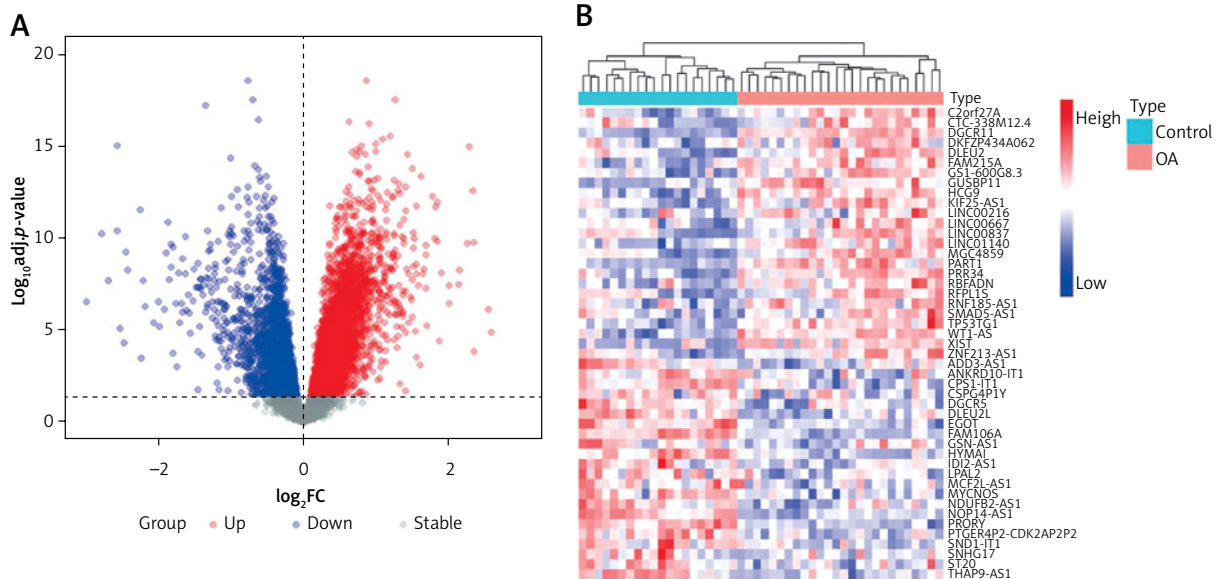 A
20
15
10
5
0
Log10adj.p-value
−2
0
2
log2FC
Group
Up
Down
Stable
B
Type
C2orf27A
CTC-338M12.4
DGCR11
DKFZP434A062
DLEU2
FAM215A
GS1-600G8.3
GUSBP11
HCG9
KIF25-AS1
LINC00216
LINC00667
LINC00837
LINC01140
MGC4859
PART1
PRR34
RBFADN
RFPL1S
RNF185-AS1
SMAD5-AS1
TP53TG1
WT1-AS
XIST
ZNF213-AS1
ADD3-AS1
ANKRD10-IT1
CPS1-IT1
CSPG4P1Y
DGCR5
DLEU2L
EGOT
FAM106A
GSN-AS1
HYMAI
IDI2-AS1
LPAL2
MCF2L-AS1
MYCNOS
NDUFB2-AS1
NOP14-AS1
PRORY
PTGER4P2-CDK2AP2P2
SND1-IT1
SNHG17
ST20
THAP9-AS1
Heigh
Low
Type
Control
OA